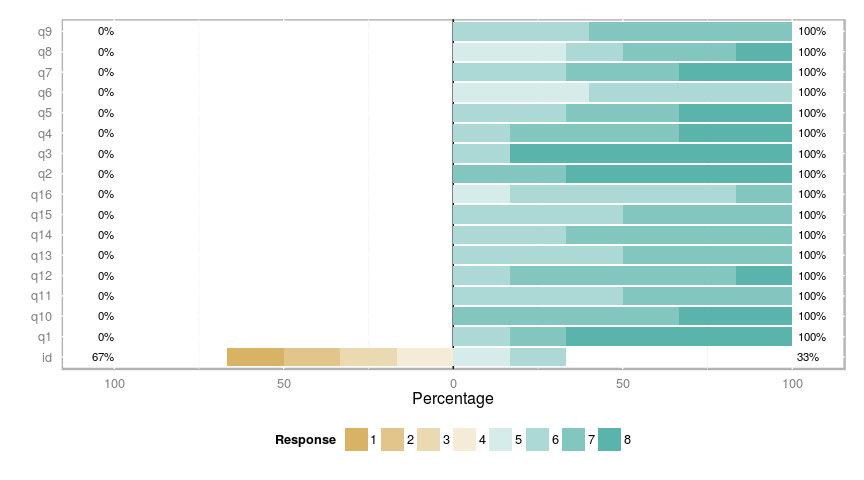 q9 0% 100%
q8 0% 100%
q7 0% 100%
q6 0% 100%
q5 0% 100%
q4 0% 100%
q3 0% 100%
q2 0% 100%
q16 0% 100%
q15 0% 100%
q14 0% 100%
q13 0% 100%
q12 0% 100%
q11 0% 100%
q10 0% 100%
q1 0% 100%
id 67% 33%
100 50 0 50 100
Percentage
Response 1 2 3 4 5 6 7 8